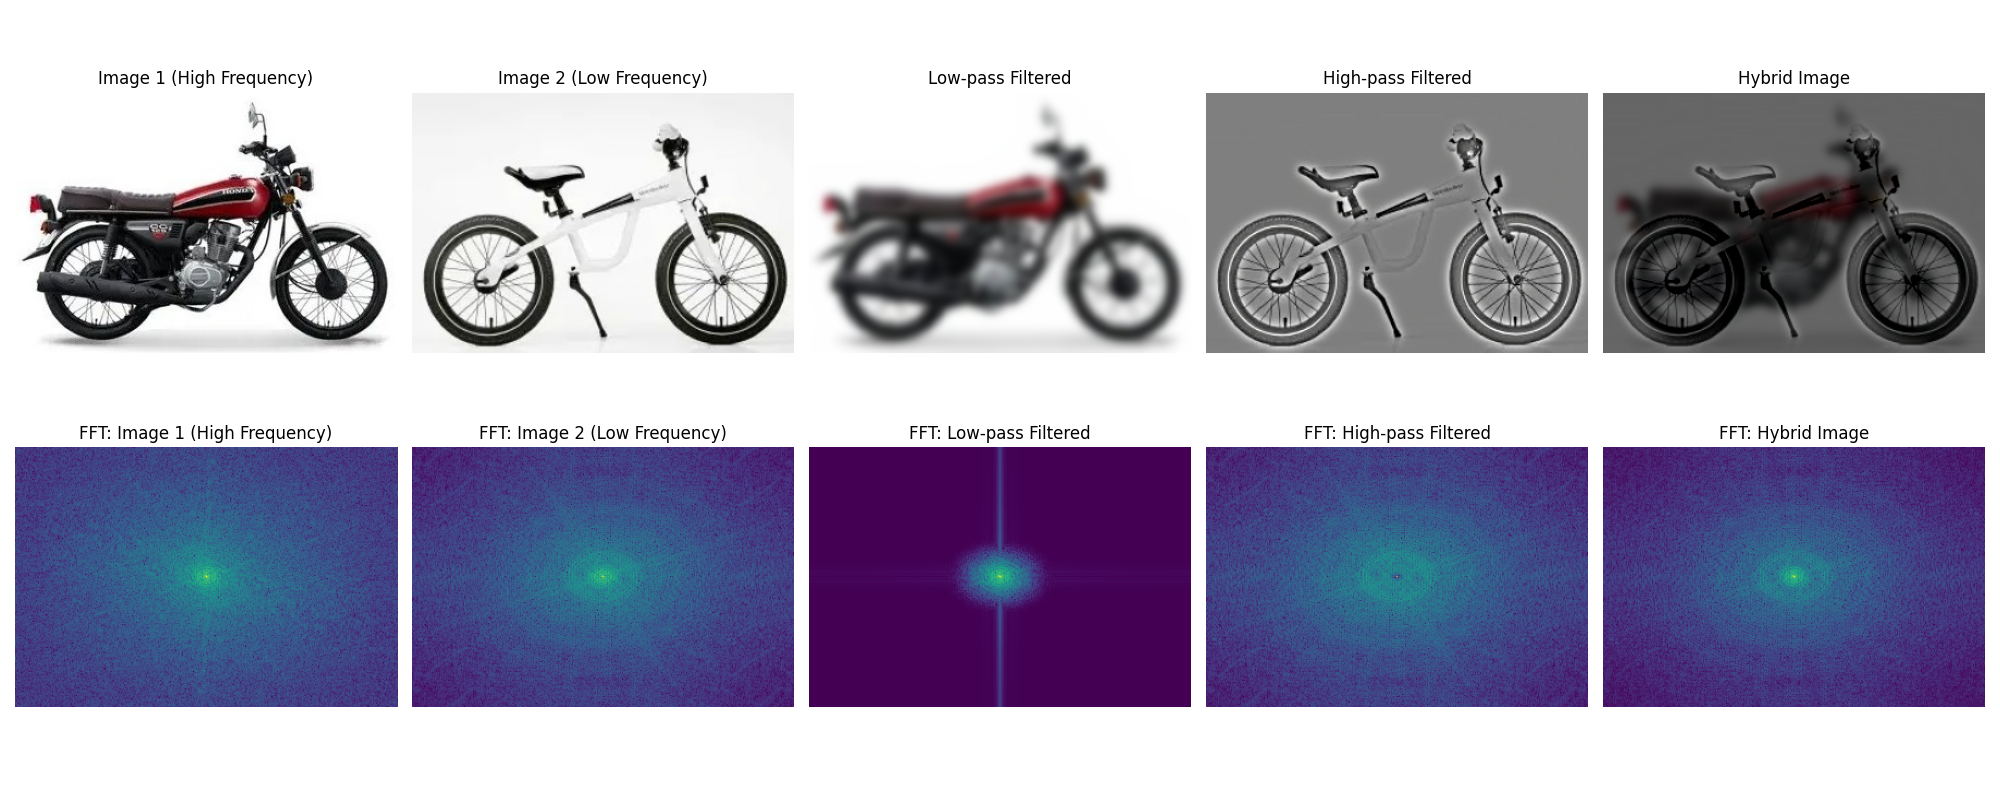 Image 1 (High Frequency)
Image 2 (Low Frequency)
Low-pass Filtered
High-pass Filtered
Hybrid Image
HONDA
FFT: Image 1 (High Frequency)
FFT: Image 2 (Low Frequency)
FFT: Low-pass Filtered
FFT: High-pass Filtered
FFT: Hybrid Image